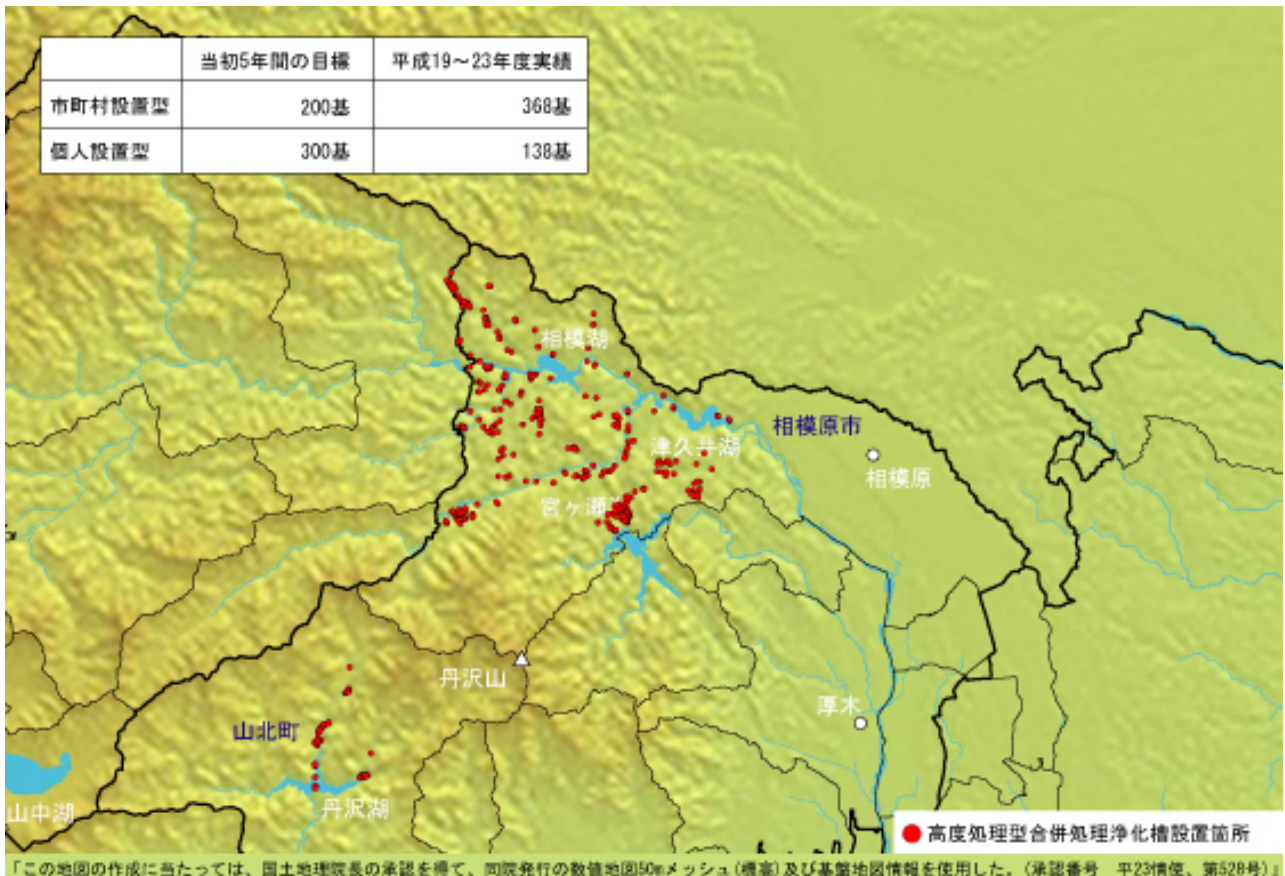 当初5年間の目標 平成19～23年度実績
市町村設置型 200基 368基
個人設置型 300基 138基
相模湖
相模原市
津久井湖
相模原
宮ヶ瀬
丹沢山
厚木
山北町
丹沢湖
山中湖
高度処理型合併処理浄化槽設置箇所
「この地図の作成に当たっては、国土地理院長の承認を得て、同院発行の数値地図50mメッシュ(標高)及び基盤地図情報を使用した。(承認番号 平23情使、第528号)」